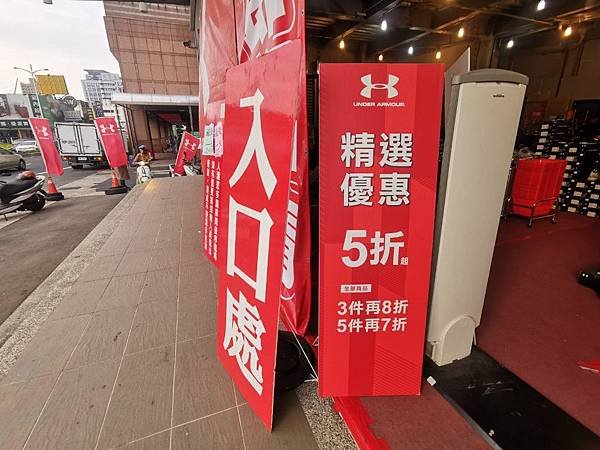 入口處
UNDER ARMOUR
精選
優惠
5折起
全部商品
3件再8折
5件再7折